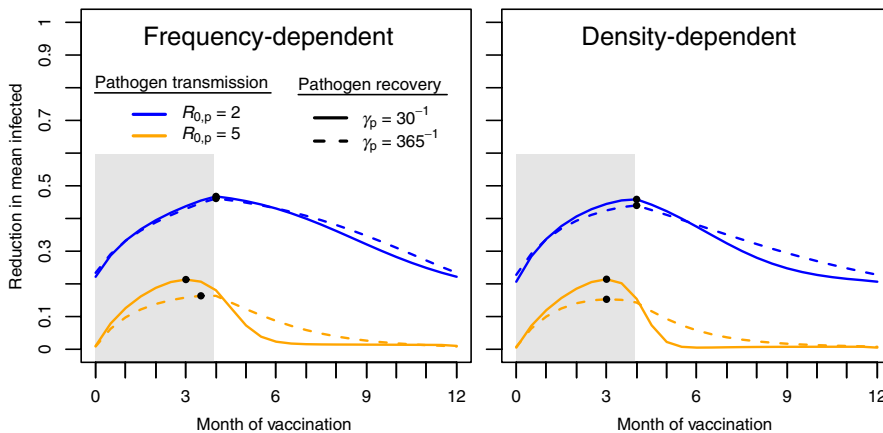 Frequency-dependent
Density-dependent
Pathogen transmission
Pathogen recovery
R0,p = 2
γp = 30−1
R0,p = 5
γp = 365−1
Reduction in mean infected
1
0.9
0.7
0.5
0.3
0.1
0
0 3 6 9 12
0 3 6 9 12
Month of vaccination
Month of vaccination